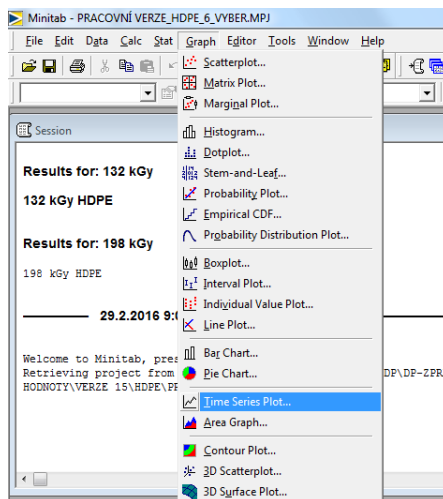 Minitab - PRACOVNÍ VERZE_HDPE_6_VYBER.MPJ
File Edit Data Calc Stat Graph Editor Tools Window Help
Scatterplot...
Matrix Plot...
Marginal Plot...
Histogram...
Dotplot...
Stem-and-Leaf...
Probability Plot...
Empirical CDF...
Probability Distribution Plot...
Boxplot...
Interval Plot...
Individual Value Plot...
Line Plot...
Bar Chart...
Pie Chart...
Time Series Plot...
Area Graph...
Contour Plot...
3D Scatterplot...
3D Surface Plot...
Session
Results for: 132 kGy
132 kGy HDPE
Results for: 198 kGy
198 kGy HDPE
29.2.2016 9:0
Welcome to Minitab, pres
Retrieving project from DP\DP-ZPR
HODNOTY\VERZE 15\HDPE\PR